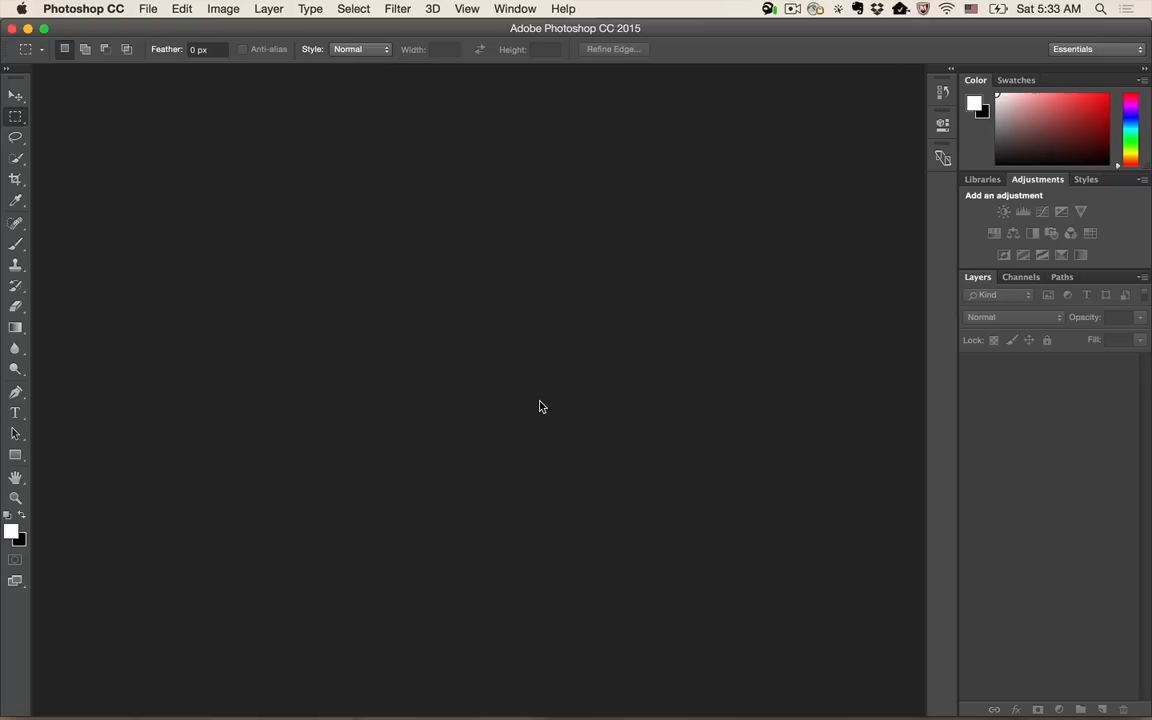 Photoshop CC File Edit Image Layer Type Select Filter 3D View Window Help Sat 5:33 AM
Adobe Photoshop CC 2015
Feather: 0 px Anti-alias Style: Normal Width: Height: Refine Edge... Essentials
Color Swatches
Libraries Adjustments Styles
Add an adjustment
Layers Channels Paths
Kind
Normal Opacity:
Lock: Fill: